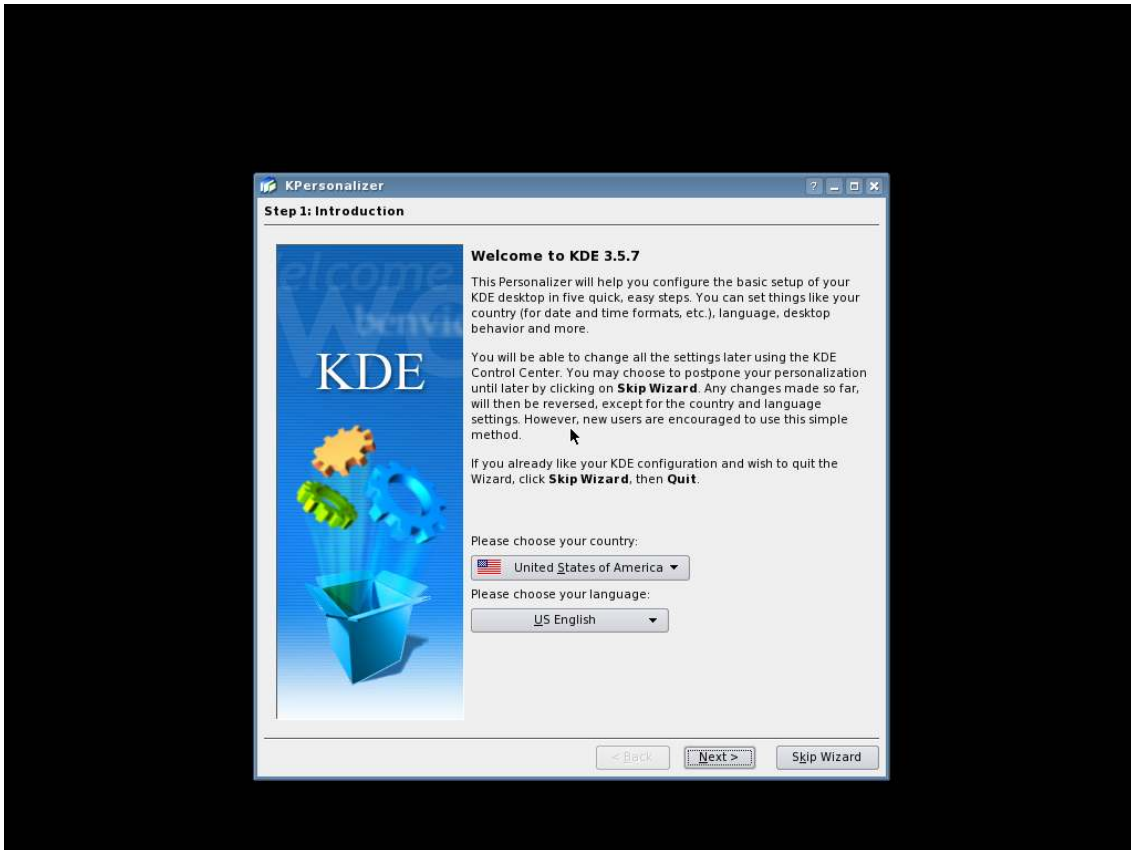 KPersonalizer
Step 1: Introduction
Welcome to KDE 3.5.7
This Personalizer will help you configure the basic setup of your
KDE desktop in five quick, easy steps. You can set things like your
country (for date and time formats, etc.), language, desktop
behavior and more.
You will be able to change all the settings later using the KDE
Control Center. You may choose to postpone your personalization
until later by clicking on Skip Wizard. Any changes made so far,
will then be reversed, except for the country and language
settings. However, new users are encouraged to use this simple
method.
If you already like your KDE configuration and wish to quit the
Wizard, click Skip Wizard, then Quit.
Please choose your country:
United States of America
Please choose your language:
US English
elcome
We
benvie
KDE
< Back
Next >
Skip Wizard